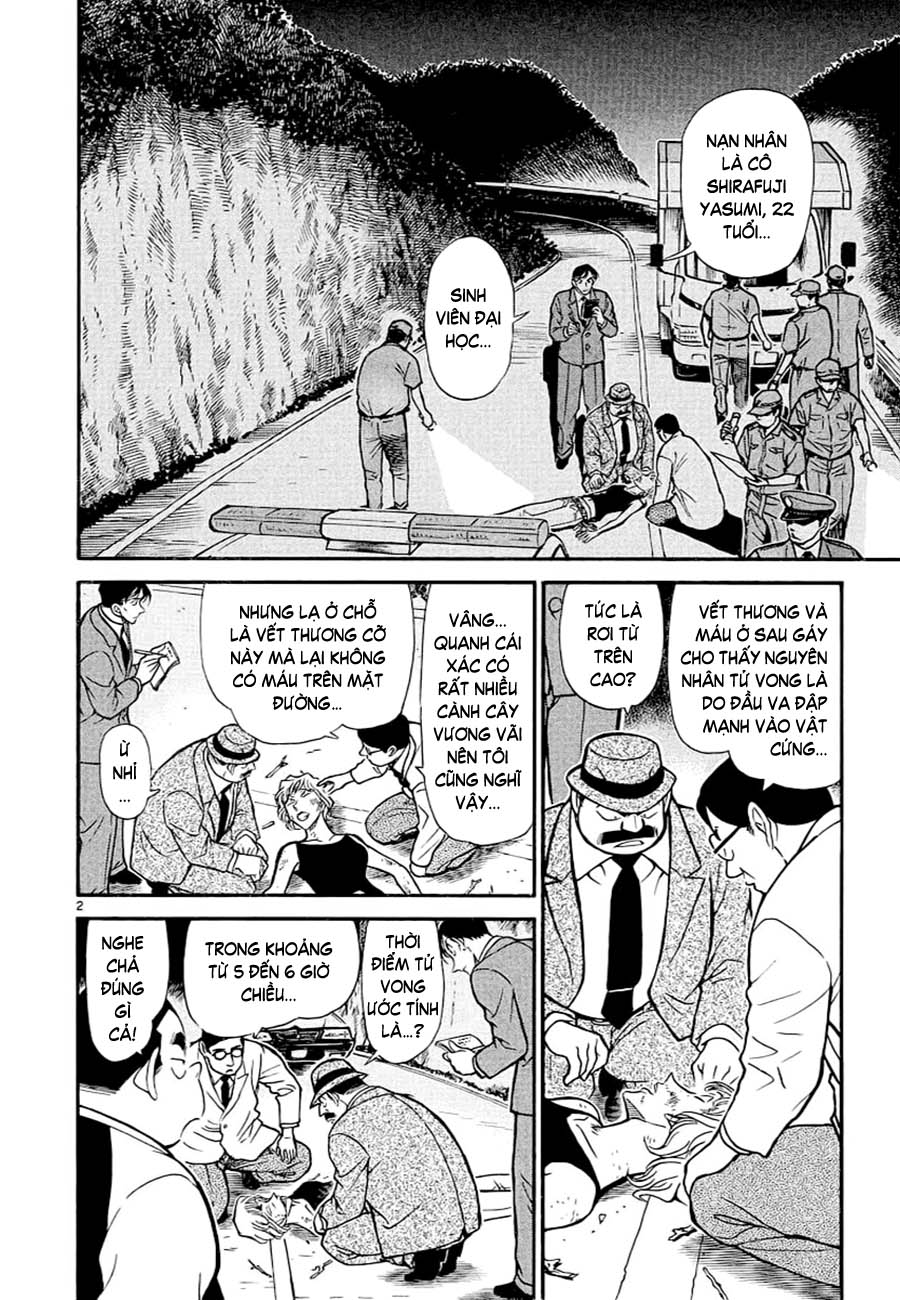 NẠN NHÂN
LÀ CÔ
SHIRAFUJI
YASUMI, 22
TUỔI...
SINH
VIÊN ĐẠI
HỌC...
VẾT THƯƠNG VÀ
MÁU Ở SAU GÁY
CHO THẤY NGUYÊN
NHÂN TỬ VONG LÀ
DO ĐẦU VA ĐẬP
MẠNH VÀO VẬT
CỨNG...
TỨC LÀ
RƠI TỪ
TRÊN
CAO?
VÂNG...
QUANH CÁI
XÁC CÓ
RẤT NHIỀU
CÀNH CÂY
VƯƠNG VÃI
NÊN TÔI
CŨNG NGHĨ
VẬY...
NHƯNG LẠ Ở CHỖ
LÀ VẾT THƯƠNG CỠ
NÀY MÀ LẠI KHÔNG
CÓ MÁU TRÊN MẶT
ĐƯỜNG...
Ừ
NHỈ
...
2
THỜI
ĐIỂM TỬ
VONG
ƯỚC TÍNH
LÀ...?
TRONG KHOẢNG
TỪ 5 ĐẾN 6 GIỜ
CHIỀU...
NGHE
CHẢ
ĐÚNG
GÌ
CẢ!